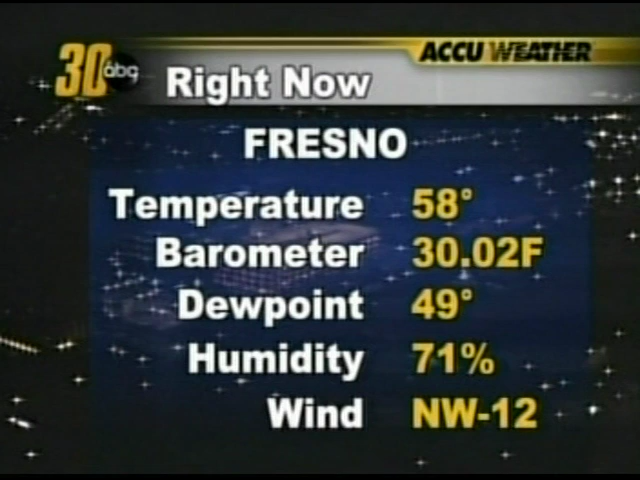 30 abc
ACCU WEATHER
Right Now
FRESNO
Temperature 58°
Barometer 30.02F
Dewpoint 49°
Humidity 71%
Wind NW-12